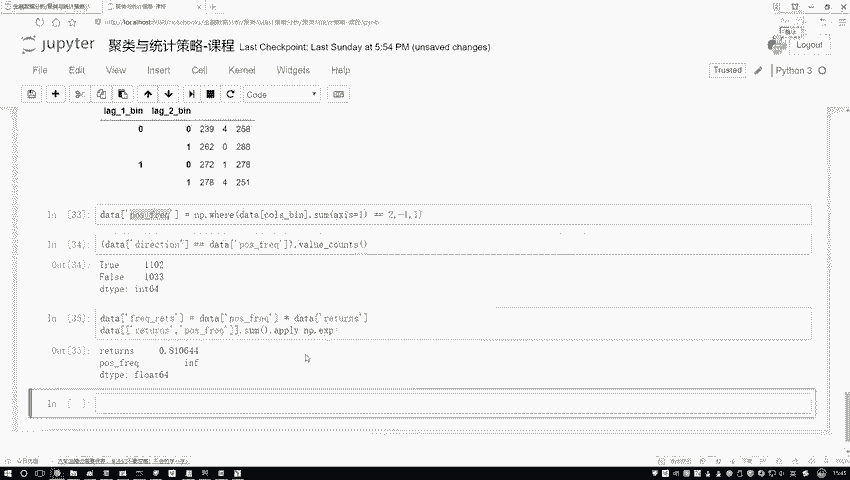 jupyter 聚类与统计策略-课程 Last Checkpoint: Last Sunday at 5:54 PM (unsaved changes)
Logout
File Edit View Insert Cell Kernel Widgets Help
Trusted Python 3
Code
lag_1_bin lag_2_bin
0 0 239 4 258
1 262 0 288
1 0 272 1 278
1 278 4 251
In [33]: data['pos_freq'] = np.where(data[cols_bin].sum(axis=1) == 2,-1,1)
In [34]: (data['direction'] == data['pos_freq']).value_counts()
Out[34]: True 1102
False 1033
dtype: int64
In [35]: data['freq_rets'] = data['pos_freq'] * data['returns']
data[['returns','pos_freq']].sum().apply np.exp
Out[35]: returns 0.810644
pos_freq inf
dtype: float64
In [ ]:
15:45